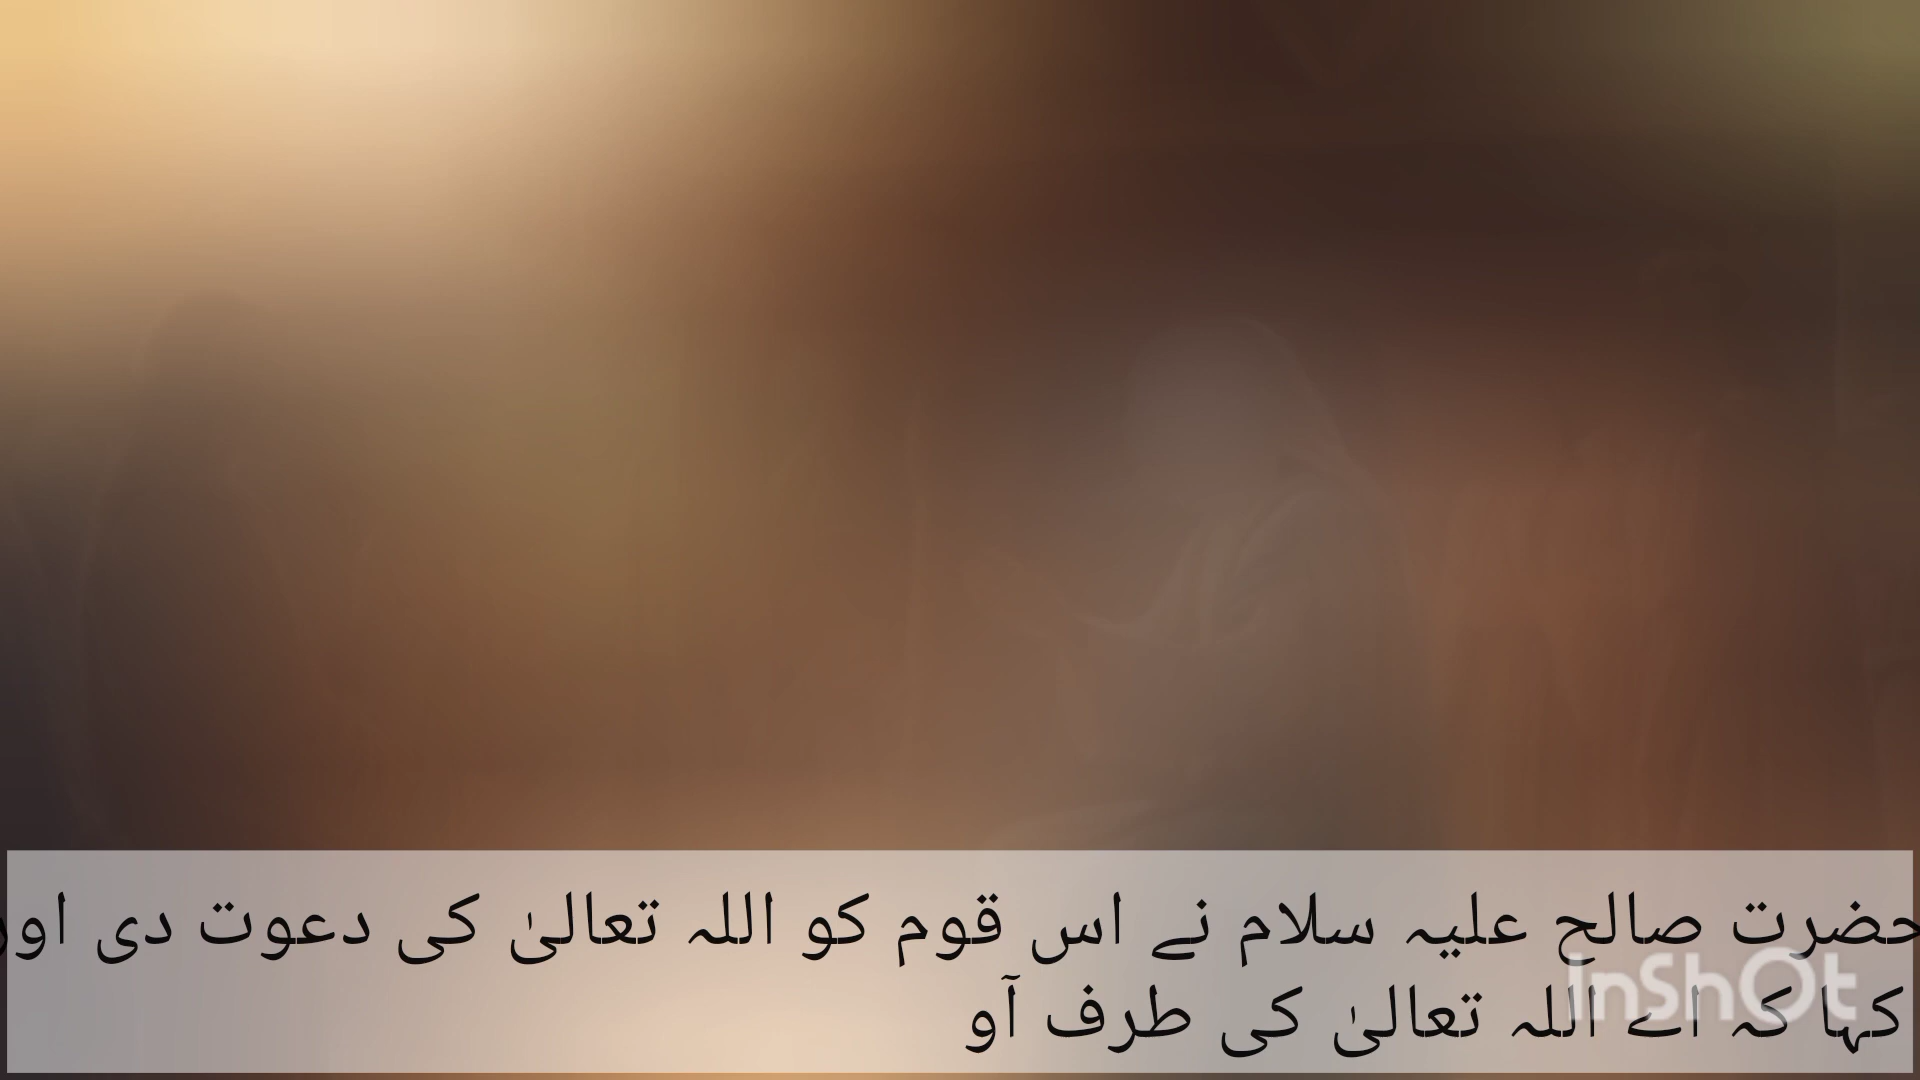 حضرت صالح علیہ سلام نے اس قوم کو اللہ تعالیٰ کی دعوت دی اور
کہا کہ اے اللہ تعالیٰ کی طرف آو
InShOt